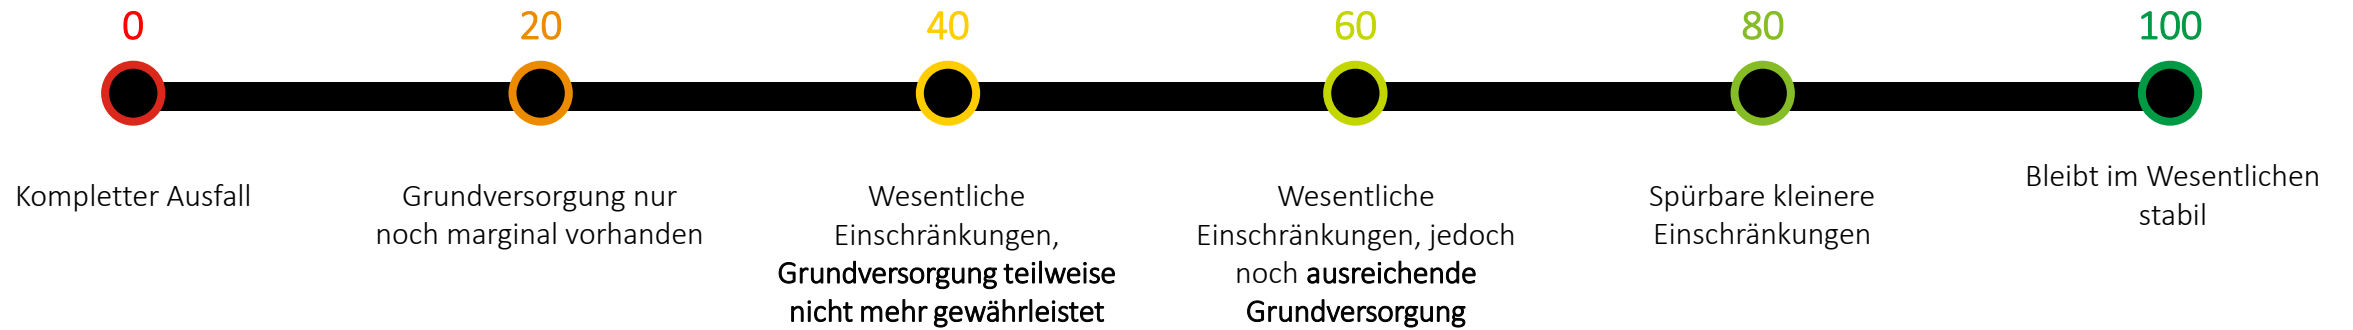 0
20
40
60
80
100
Kompletter Ausfall
Grundversorgung nur
noch marginal vorhanden
Wesentliche
Einschränkungen,
Grundversorgung teilweise
nicht mehr gewährleistet
Wesentliche
Einschränkungen, jedoch
noch ausreichende
Grundversorgung
Spürbare kleinere
Einschränkungen
Bleibt im Wesentlichen
stabil